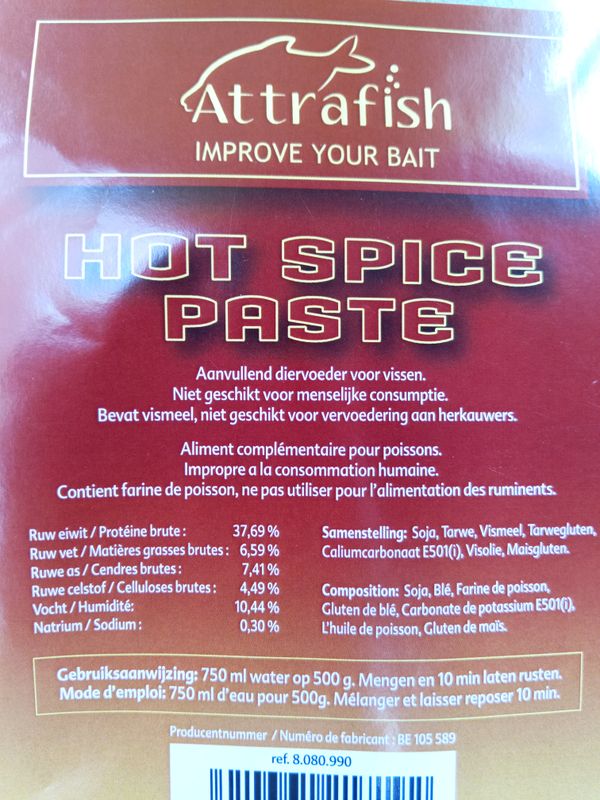 Attrafish
IMPROVE YOUR BAIT
HOT SPICE
PASTE
Aanvullend diervoeder voor vissen.
Niet geschikt voor menselijke consumptie.
Bevat vismeel, niet geschikt voor vervoedering aan herkauwers.
Aliment complémentaire pour poissons.
Impropre a la consommation humaine.
Contient farine de poisson, ne pas utiliser pour l'alimentation des ruminents.
Ruw eiwit / Protéine brute : 37,69 %
Ruw vet / Matières grasses brutes : 6,59 %
Ruwe as / Cendres brutes : 7,41 %
Ruwe celstof / Celluloses brutes : 4,49 %
Vocht / Humidité: 10,44 %
Natrium / Sodium : 0,30 %
Samenstelling: Soja, Tarwe, Vismeel, Tarwegluten,
Caliumcarbonaat E501(i), Visolie, Maisgluten.
Composition: Soja, Blé, Farine de poisson,
Gluten de blé, Carbonate de potassium E501(i),
L'huile de poisson, Gluten de maïs.
Gebruiksaanwijzing: 750 ml water op 500 g. Mengen en 10 min laten rusten.
Mode d'emploi: 750 ml d'eau pour 500g. Mélanger et laisser reposer 10 min.
Producentnummer / Numéro de fabricant : BE 105 589
ref. 8.080.990